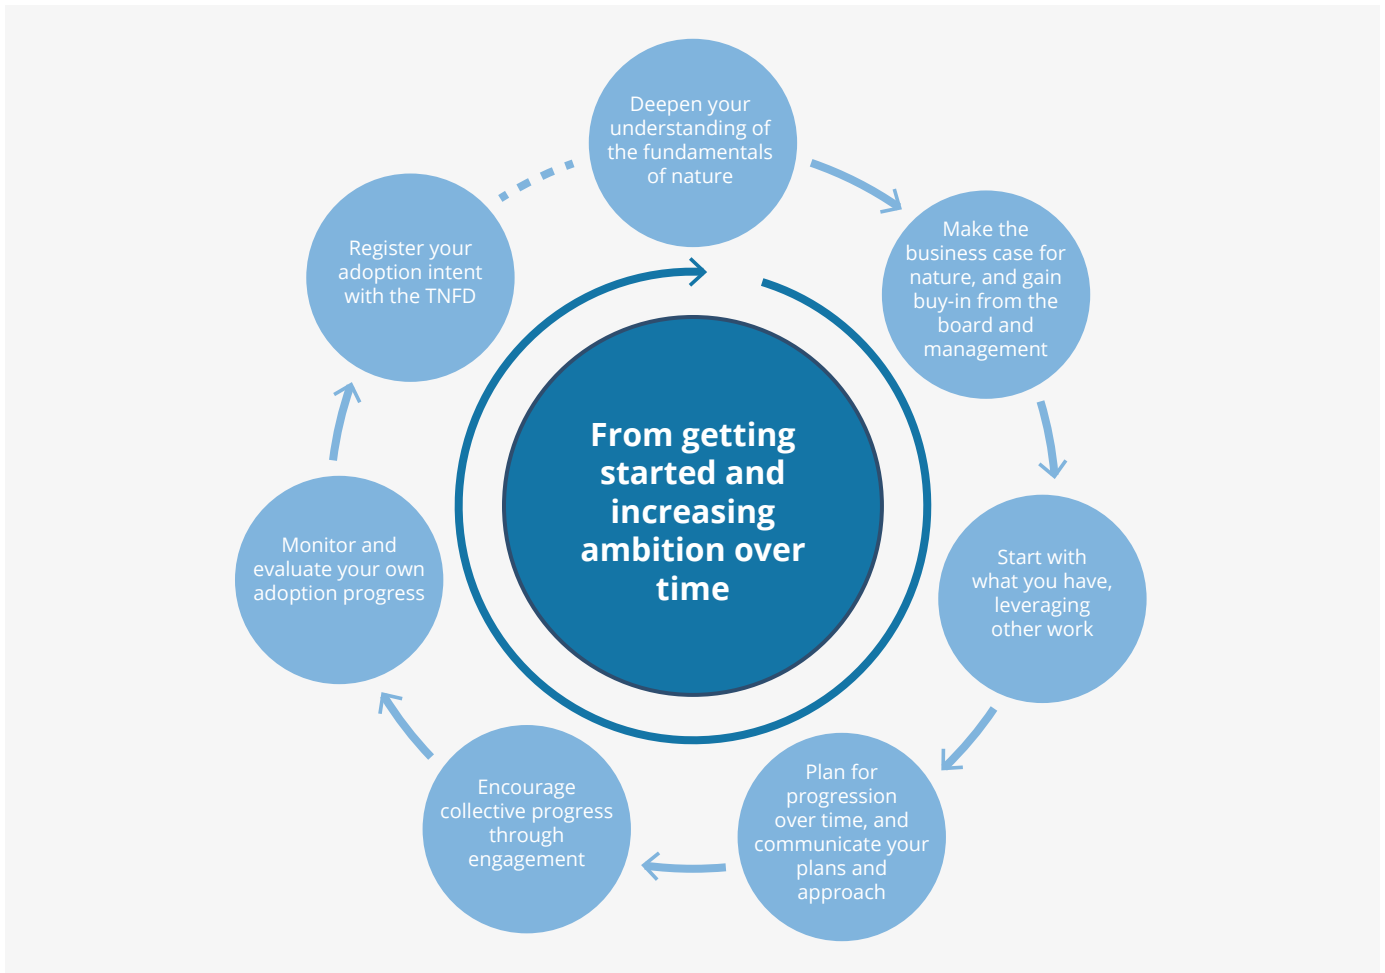 Deepen your
understanding of
the fundamentals
of nature
Make the
business case for
nature, and gain
buy-in from the
board and
management
Start with
what you have,
leveraging
other work
Plan for
progression
over time, and
communicate your
plans and
approach
Encourage
collective progress
through
engagement
Monitor and
evaluate your own
adoption progress
Register your
adoption intent
with the TNFD
From getting
started and
increasing
ambition over
time